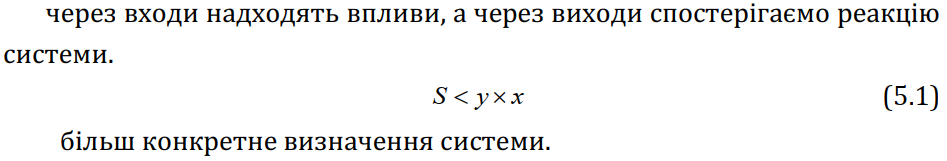 через входи надходять впливи, а через виходи спостерігаємо реакцію
системи.
S < y × x (5.1)
більш конкретне визначення системи.